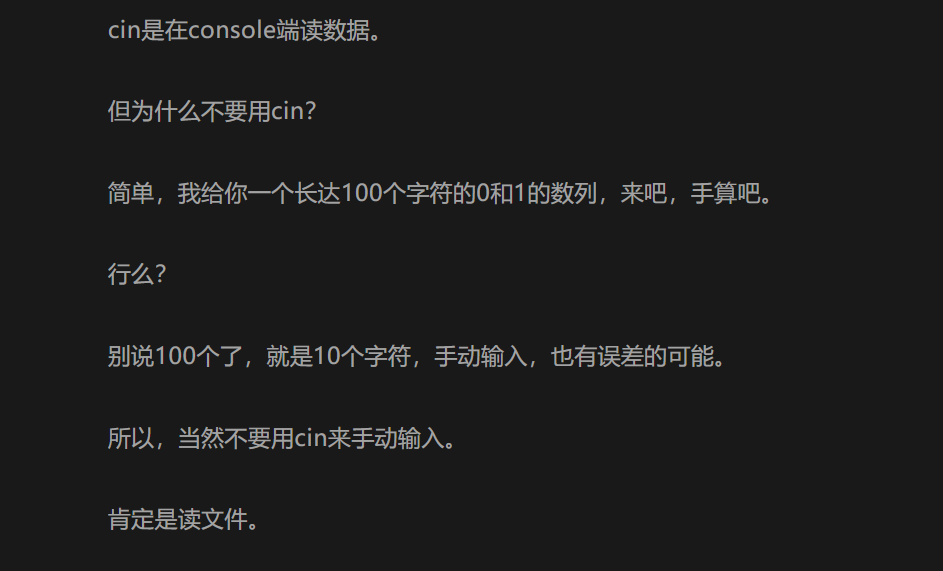 cin是在console端读数据。
但为什么不要用cin？
简单，我给你一个长达100个字符的0和1的数列，来吧，手算吧。
行么？
别说100个了，就是10个字符，手动输入，也有误差的可能。
所以，当然不要用cin来手动输入。
肯定是读文件。